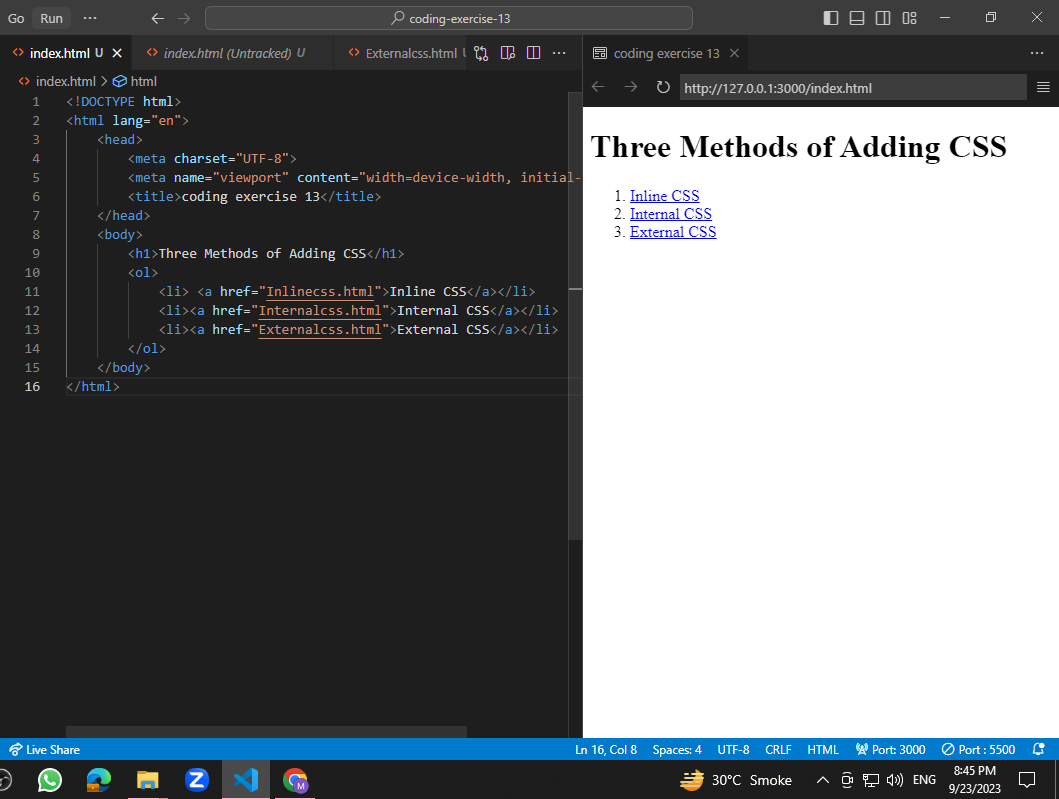 Go Run ... coding-exercise-13
index.html U index.html (Untracked) U Externalcss.html
index.html > html
1 <!DOCTYPE html>
2 <html lang="en">
3 <head>
4 <meta charset="UTF-8">
5 <meta name="viewport" content="width=device-width, initial-
6 <title>coding exercise 13</title>
7 </head>
8 <body>
9 <h1>Three Methods of Adding CSS</h1>
10 <ol>
11 <li> <a href="Inlinecss.html">Inline CSS</a></li>
12 <li><a href="Internalcss.html">Internal CSS</a></li>
13 <li><a href="Externalcss.html">External CSS</a></li>
14 </ol>
15 </body>
16 </html>
coding exercise 13
http://127.0.0.1:3000/index.html
Three Methods of Adding CSS
1. Inline CSS
2. Internal CSS
3. External CSS
Live Share Ln 16, Col 8 Spaces: 4 UTF-8 CRLF HTML Port: 3000 Port : 5500
Z M 30°C Smoke ENG 8:45 PM
9/23/2023